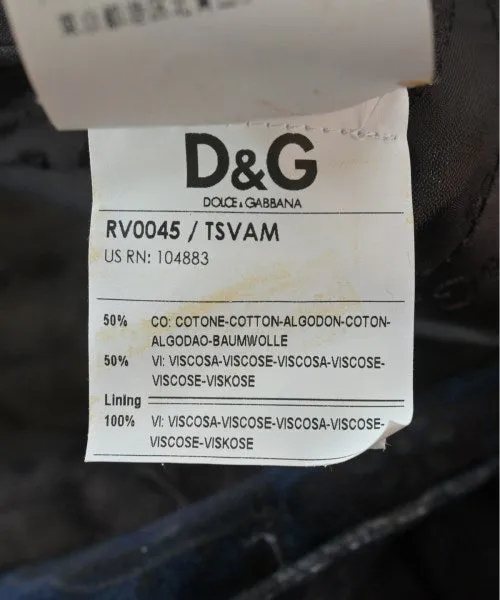 D&G
DOLCE & GABBANA
RV0045 / TSVAM
US RN: 104883
50% CO: COTONE-COTTON-ALGODON-COTON-
ALGODAO-BAUMWOLLE
50% VI: VISCOSA-VISCOSE-VISCOSA-VISCOSE-
VISCOSE-VISKOSE
Lining
100% VI: VISCOSA-VISCOSE-VISCOSA-VISCOSE-
VISCOSE-VISKOSE